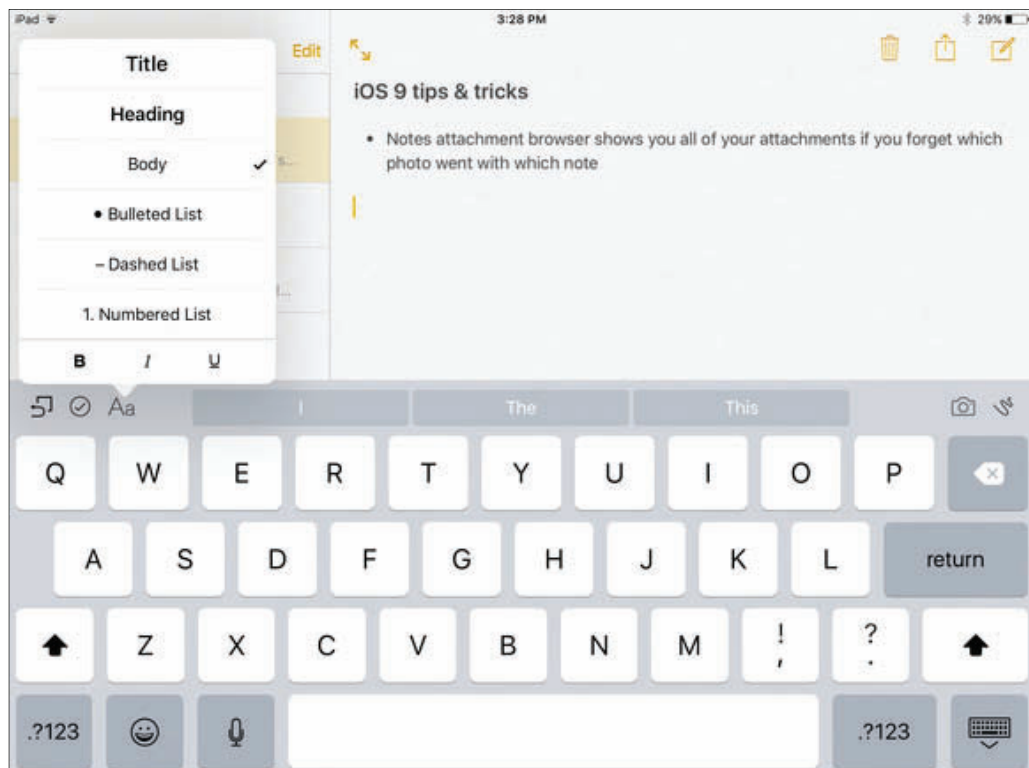 iPad 3:28 PM 29%
Edit
Title
Heading
Body
s...
• Bulleted List
– Dashed List
l...
1. Numbered List
B I U
iOS 9 tips & tricks
• Notes attachment browser shows you all of your attachments if you forget which
photo went with which note
Aa I The This
Q W E R T Y U I O P
A S D F G H J K L return
Z X C V B N M ! , ? .
.?123 .?123